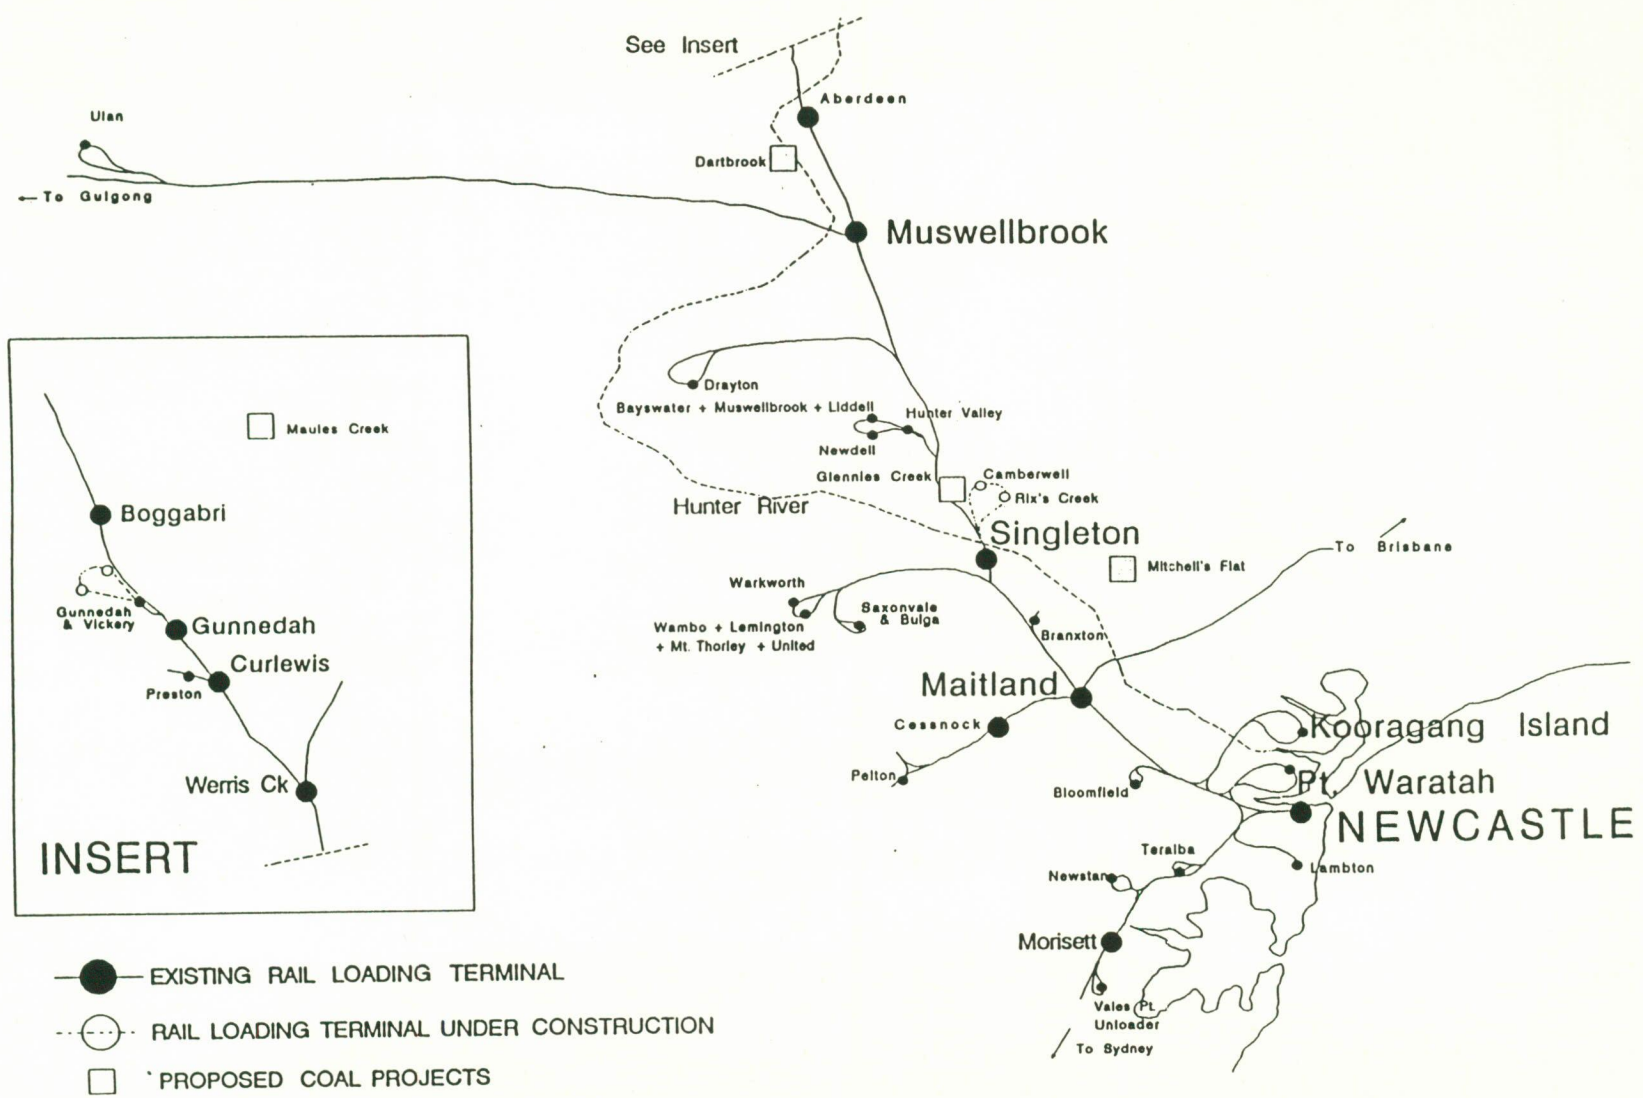 See Insert
Aberdeen
Ulan
Dartbrook
← To Gulgong
Muswellbrook
Drayton
Bayswater + Muswellbrook + Liddell
Hunter Valley
Newdell
Glennies Creek
Camberwell
Rix's Creek
Hunter River
Singleton
To Brisbane
Mitchell's Flat
Warkworth
Saxonvale
& Bulga
Wambo + Lemington
+ Mt. Thorley + United
Branxton
Maitland
Cessnock
Kooragang Island
Pelton
Bloomfield
Pt. Waratah
NEWCASTLE
Teralba
Lambton
Newstan
Morisett
Vales Pt.
Unloader
To Sydney
Maules Creek
Boggabri
Gunnedah
& Vickery
Gunnedah
Curlewis
Preston
Werris Ck
INSERT
EXISTING RAIL LOADING TERMINAL
RAIL LOADING TERMINAL UNDER CONSTRUCTION
PROPOSED COAL PROJECTS